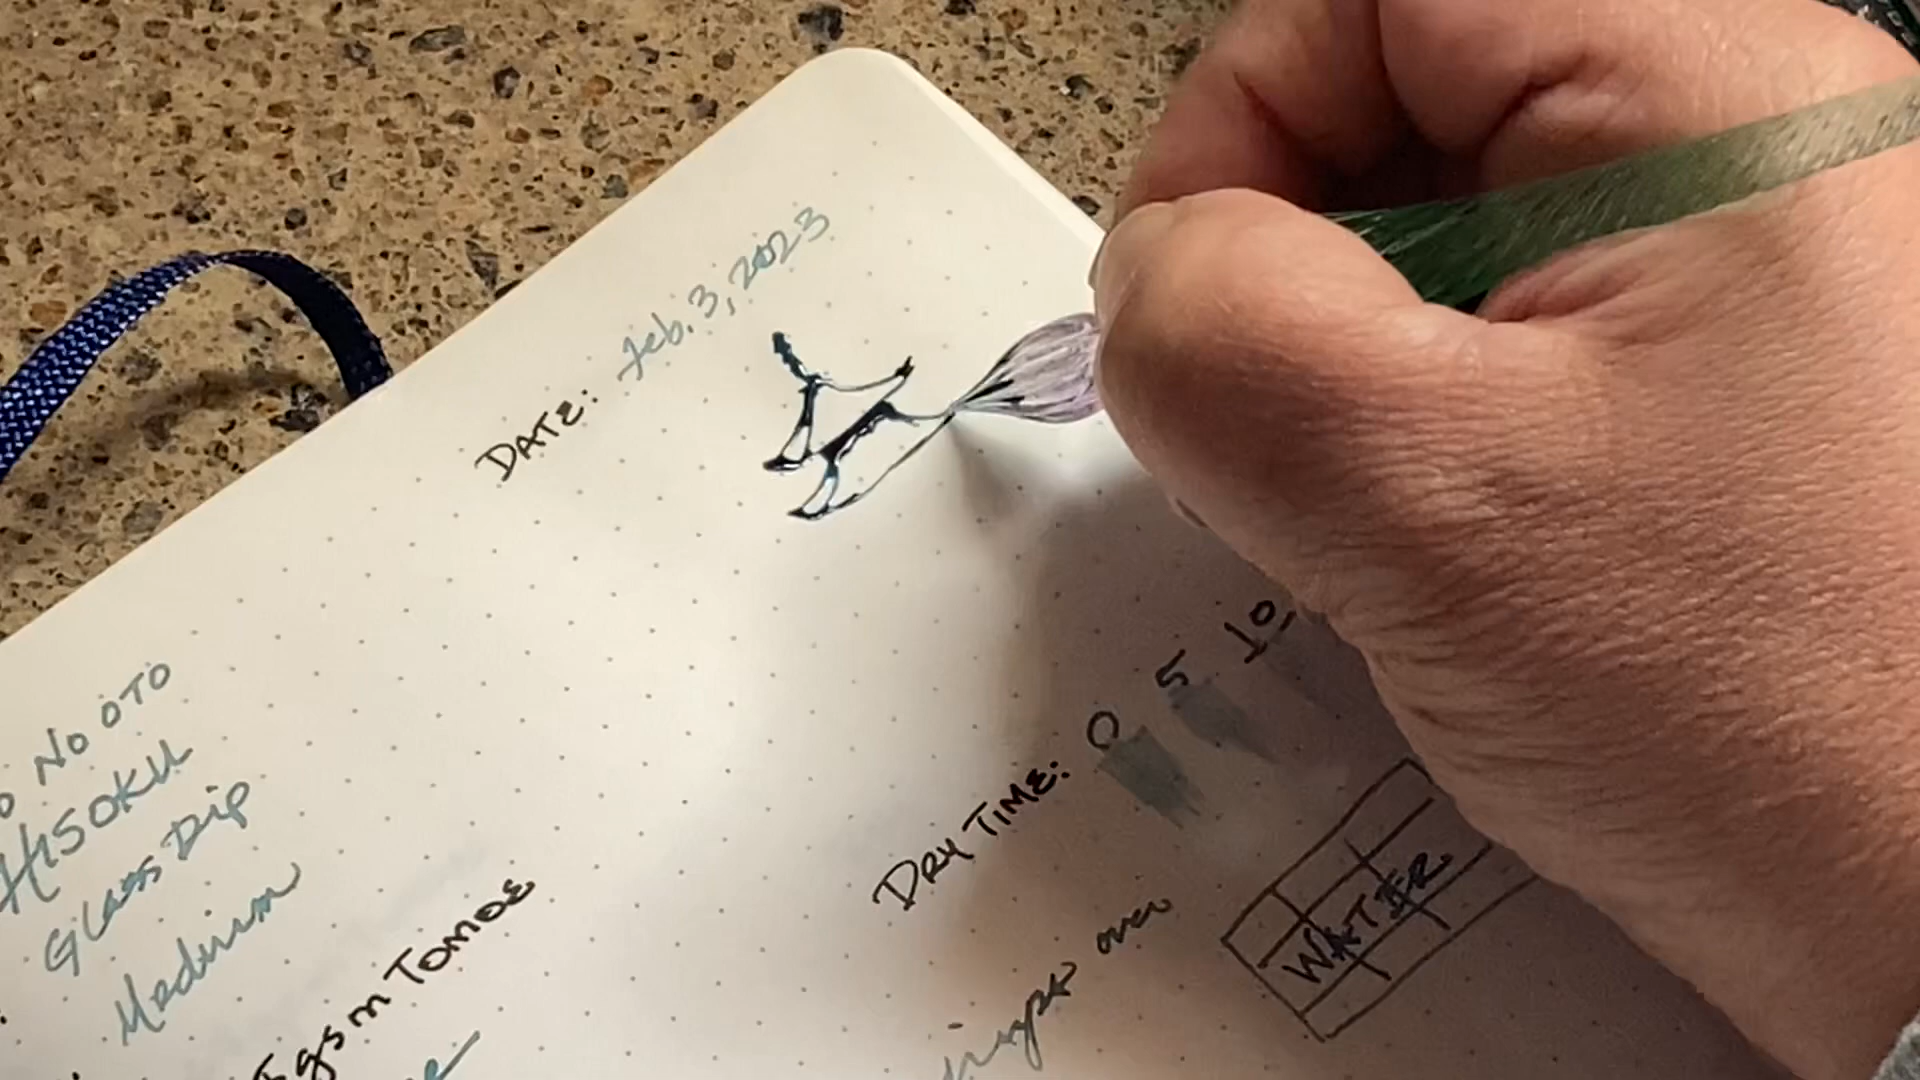 DATE: Feb. 3, 2023
No OTO
HISOKU
Glass Dip
Medium
gsm TOMOE
DRY TIME: 0 5 10
WATER
over